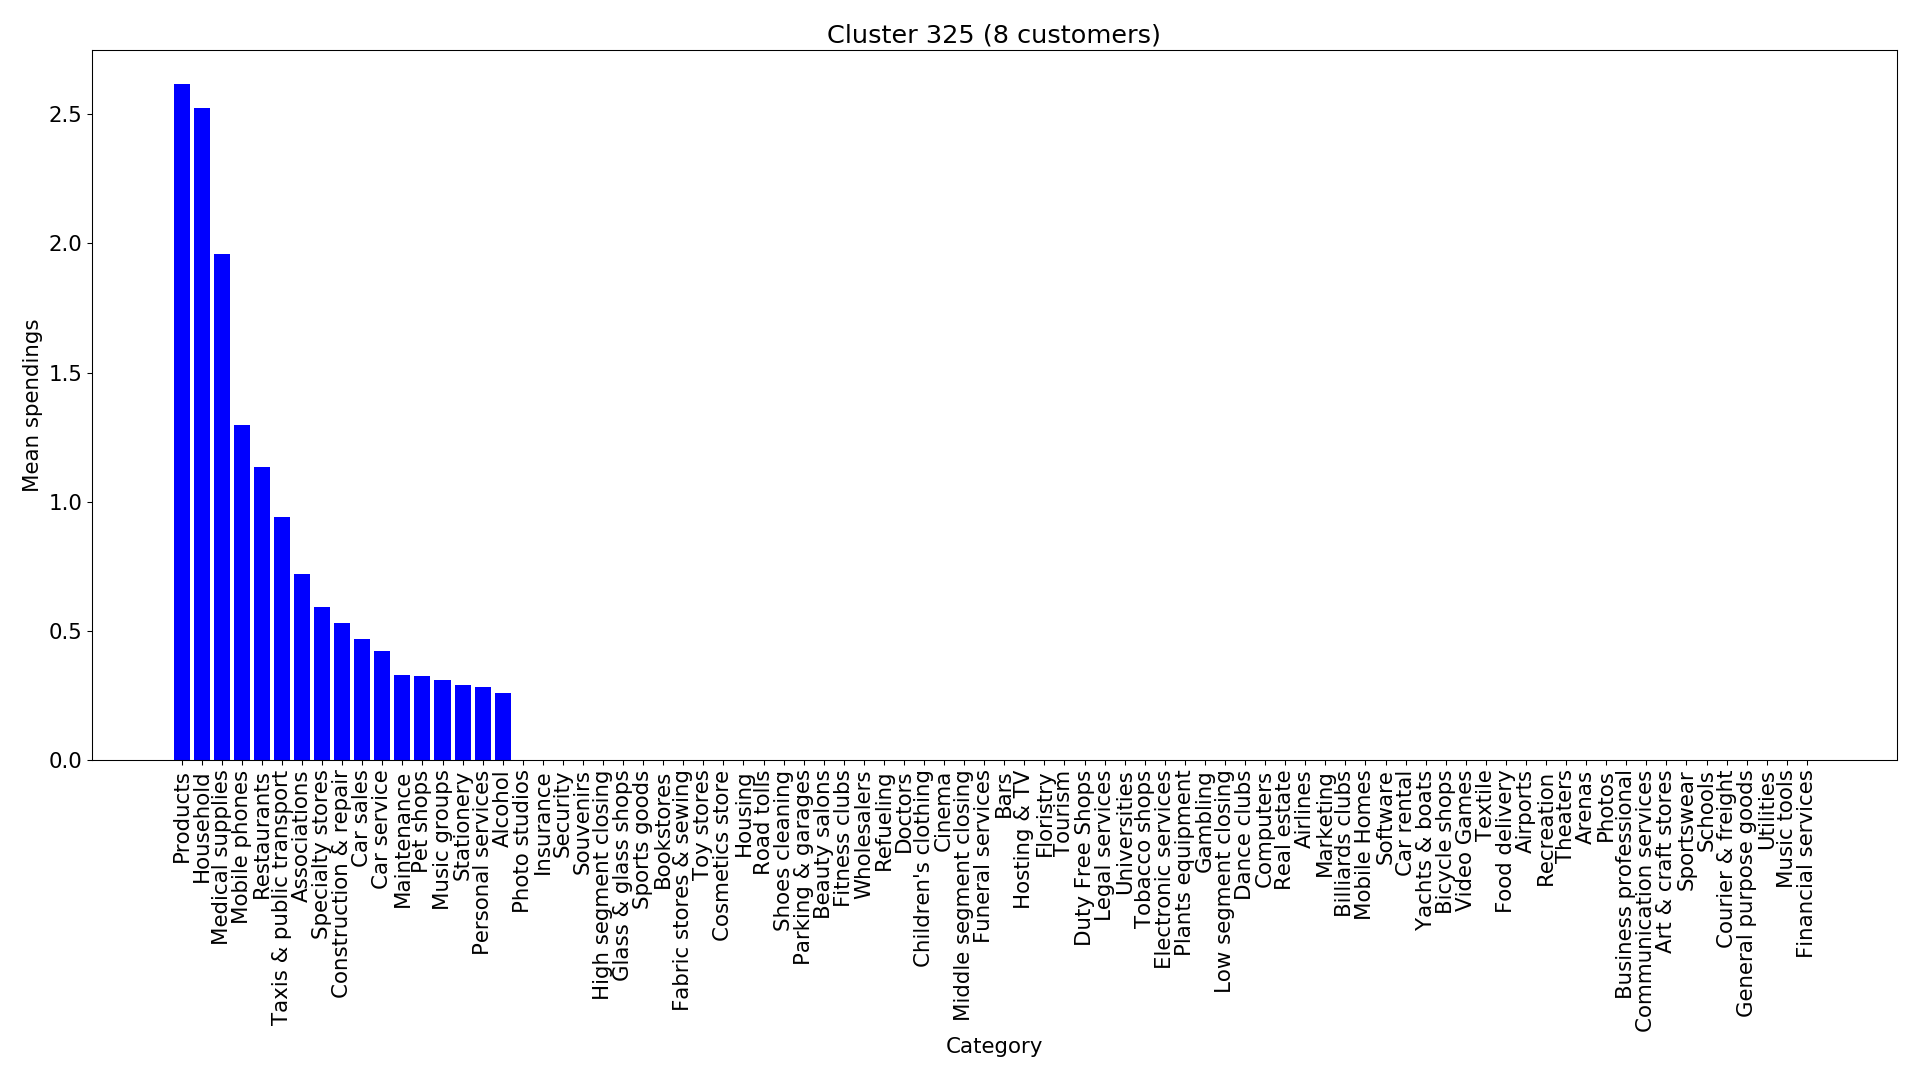 Cluster 325 (8 customers)
Mean spendings
2.5
2.0
1.5
1.0
0.5
0.0
Products
Household
Medical supplies
Mobile phones
Restaurants
Taxis & public transport
Associations
Specialty stores
Construction & repair
Car sales
Car service
Maintenance
Pet shops
Music groups
Stationery
Personal services
Alcohol
Photo studios
Insurance
Security
Souvenirs
High segment closing
Glass & glass shops
Sports goods
Bookstores
Fabric stores & sewing
Toy stores
Cosmetics store
Housing
Road tolls
Shoes cleaning
Parking & garages
Beauty salons
Fitness clubs
Wholesalers
Refueling
Doctors
Children's clothing
Cinema
Middle segment closing
Funeral services
Bars
Hosting & TV
Floristry
Tourism
Duty Free Shops
Legal services
Universities
Tobacco shops
Electronic services
Plants equipment
Gambling
Low segment closing
Dance clubs
Computers
Real estate
Airlines
Marketing
Billiards clubs
Mobile Homes
Software
Car rental
Yachts & boats
Bicycle shops
Video Games
Textile
Food delivery
Airports
Recreation
Theaters
Arenas
Photos
Business professional
Communication services
Art & craft stores
Sportswear
Schools
Courier & freight
General purpose goods
Utilities
Music tools
Financial services
Category